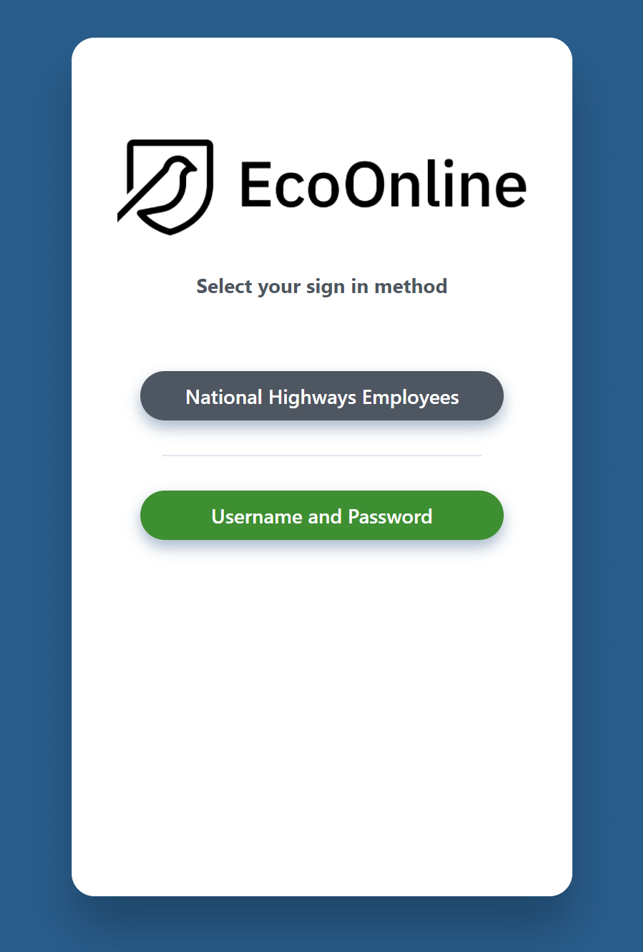 EcoOnline
Select your sign in method
National Highways Employees
Username and Password